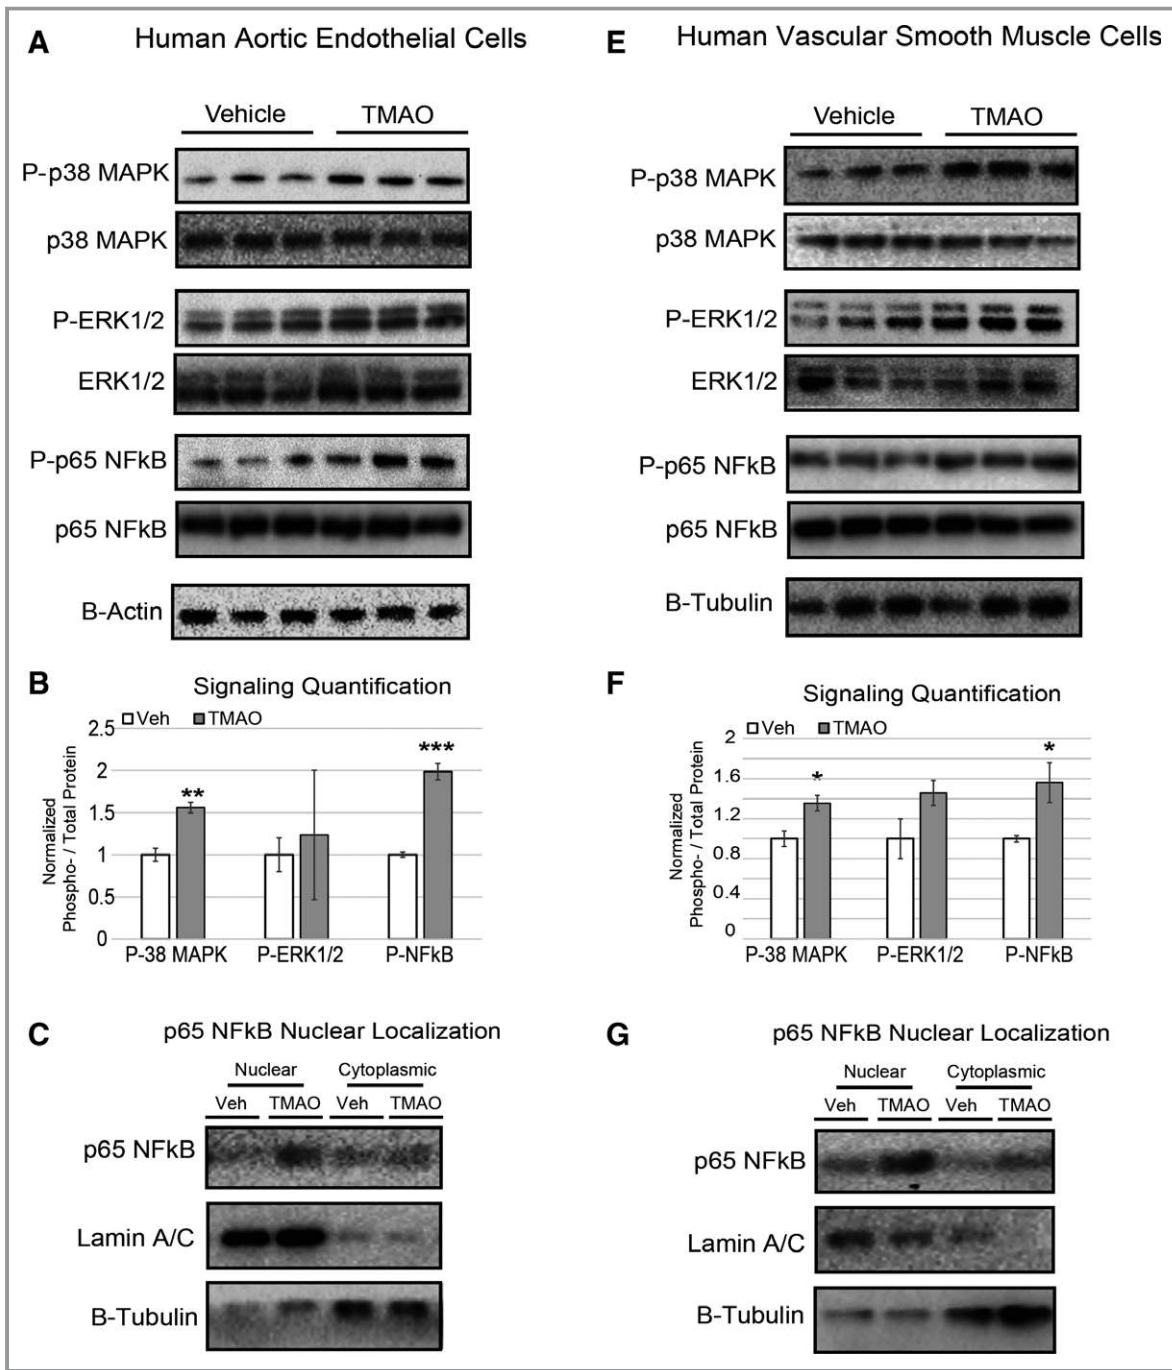 A Human Aortic Endothelial Cells
Vehicle TMAO
P-p38 MAPK
p38 MAPK
P-ERK1/2
ERK1/2
P-p65 NFkB
p65 NFkB
B-Actin
B Signaling Quantification
Veh TMAO
Normalized
Phospho- / Total Protein
2.5
2
1.5
1
0.5
0
** ***
P-38 MAPK P-ERK1/2 P-NFkB
C p65 NFkB Nuclear Localization
Nuclear Cytoplasmic
Veh TMAO Veh TMAO
p65 NFkB
Lamin A/C
B-Tubulin
E Human Vascular Smooth Muscle Cells
Vehicle TMAO
P-p38 MAPK
p38 MAPK
P-ERK1/2
ERK1/2
P-p65 NFkB
p65 NFkB
B-Tubulin
F Signaling Quantification
Veh TMAO
Normalized
Phospho- / Total Protein
2
1.6
1.2
0.8
0.4
0
* *
P-38 MAPK P-ERK1/2 P-NFkB
G p65 NFkB Nuclear Localization
Nuclear Cytoplasmic
Veh TMAO Veh TMAO
p65 NFkB
Lamin A/C
B-Tubulin